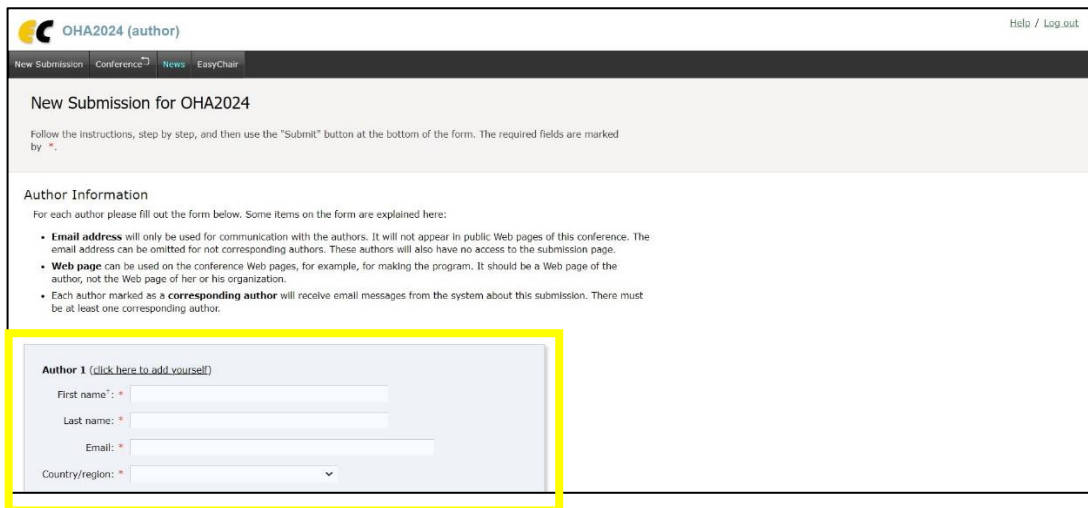 OHA2024 (author)
Help / Log out
New Submission Conference News EasyChair
New Submission for OHA2024
Follow the instructions, step by step, and then use the "Submit" button at the bottom of the form. The required fields are marked
by *.
Author Information
For each author please fill out the form below. Some items on the form are explained here:
• Email address will only be used for communication with the authors. It will not appear in public Web pages of this conference. The
email address can be omitted for not corresponding authors. These authors will also have no access to the submission page.
• Web page can be used on the conference Web pages, for example, for making the program. It should be a Web page of the
author, not the Web page of her or his organization.
• Each author marked as a corresponding author will receive email messages from the system about this submission. There must
be at least one corresponding author.
Author 1 (click here to add yourself)
First name⁺: *
Last name: *
Email: *
Country/region: *